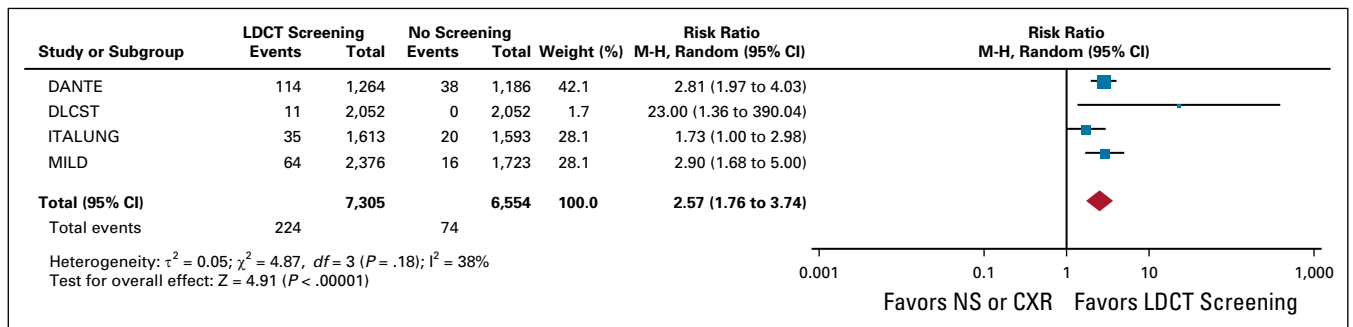 LDCT Screening No Screening Risk Ratio Risk Ratio
Study or Subgroup Events Total Events Total Weight (%) M-H, Random (95% CI) M-H, Random (95% CI)
DANTE 114 1,264 38 1,186 42.1 2.81 (1.97 to 4.03)
DLCST 11 2,052 0 2,052 1.7 23.00 (1.36 to 390.04)
ITALUNG 35 1,613 20 1,593 28.1 1.73 (1.00 to 2.98)
MILD 64 2,376 16 1,723 28.1 2.90 (1.68 to 5.00)
Total (95% CI) 7,305 6,554 100.0 2.57 (1.76 to 3.74)
Total events 224 74
Heterogeneity: τ² = 0.05; χ² = 4.87, df = 3 (P = .18); I² = 38%
Test for overall effect: Z = 4.91 (P < .00001)
0.001 0.1 1 10 1,000
Favors NS or CXR Favors LDCT Screening